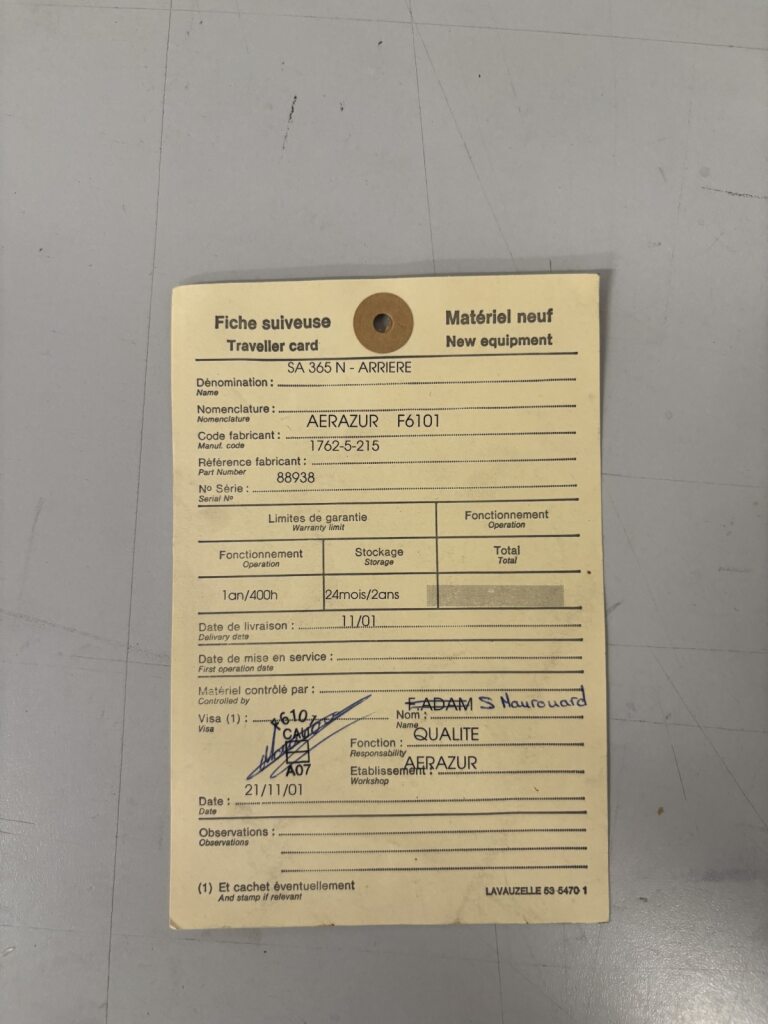 Fiche suiveuse Matériel neuf
Traveller card New equipment
SA 365 N - ARRIERE
Dénomination :
Name
Nomenclature :
Nomenclature
AERAZUR F6101
Code fabricant :
Manuf. code
1762-5-215
Référence fabricant :
Part Number
88938
Nº Série :
Serial Nº
Limites de garantie Fonctionnement
Warranty limit Operation
Fonctionnement Stockage Total
Operation Storage Total
1an/400h 24mois/2ans
Date de livraison : 11/01
Delivery date
Date de mise en service :
First operation date
Matériel contrôlé par :
Controlled by
F.ADAM S
Visa (1) : Nom :
Visa Name
QUALITE
Fonction :
Responsability
AERAZUR
Etablissement :
Workshop
A07
21/11/01
Date :
Date
Observations :
Observations
(1) Et cachet éventuellement
And stamp if relevant
LAVAUZELLE 53 5470 1